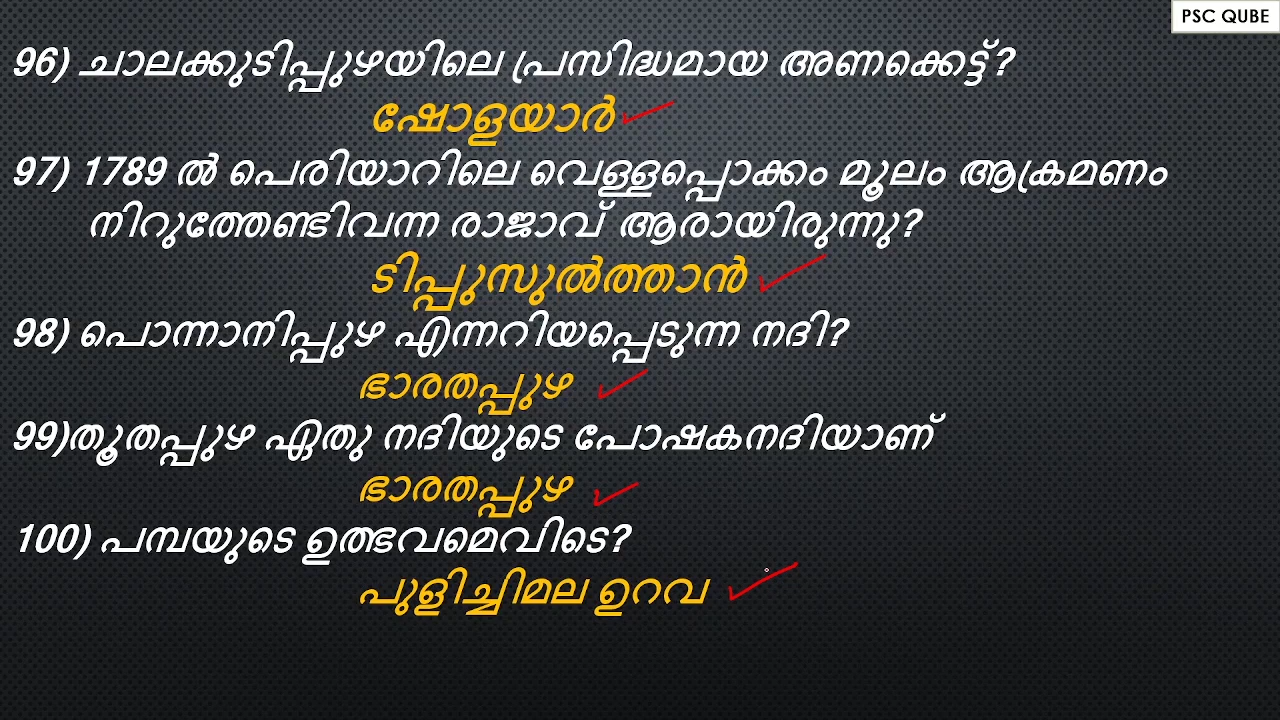 PSC QUBE
96) ചാലക്കുടിപ്പുഴയിലെ പ്രസിദ്ധമായ അണക്കെട്ട്?
ഷോളയാർ
97) 1789 ൽ പെരിയാറിലെ വെള്ളപ്പൊക്കം മൂലം ആക്രമണം
നിറുത്തേണ്ടിവന്ന രാജാവ് ആരായിരുന്നു?
ടിപ്പുസുൽത്താൻ
98) പൊന്നാനിപ്പുഴ എന്നറിയപ്പെടുന്ന നദി?
ഭാരതപ്പുഴ
99)തൂതപ്പുഴ ഏതു നദിയുടെ പോഷകനദിയാണ്
ഭാരതപ്പുഴ
100) പമ്പയുടെ ഉത്ഭവമെവിടെ?
പുളിച്ചിമല ഉറവ